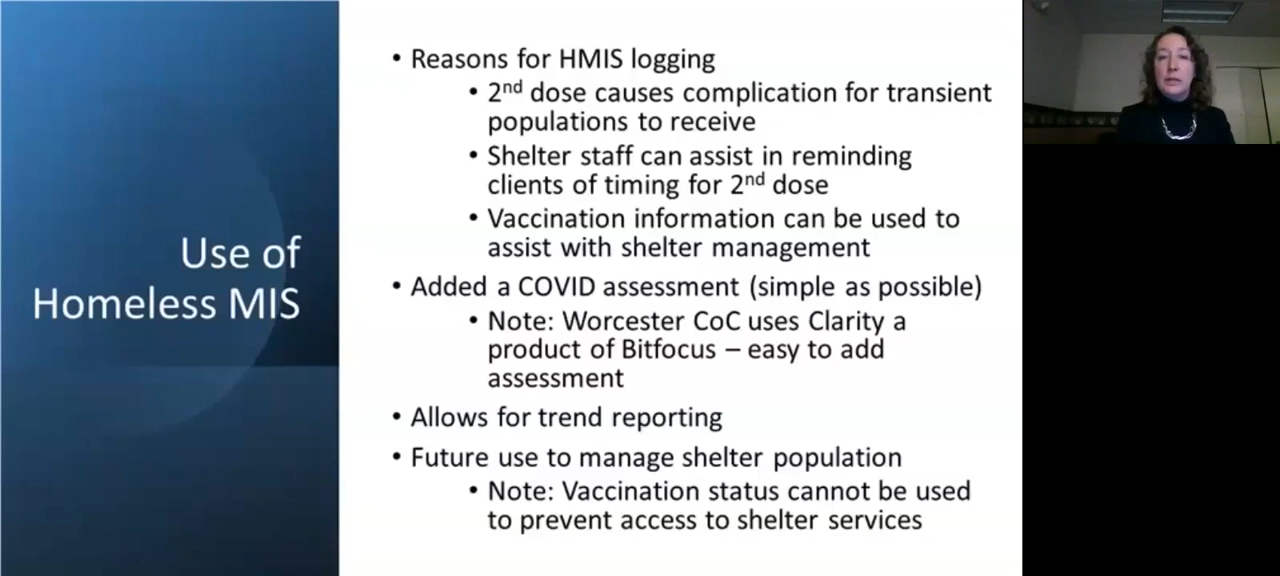 Use of
Homeless MIS
• Reasons for HMIS logging
• 2nd dose causes complication for transient
populations to receive
• Shelter staff can assist in reminding
clients of timing for 2nd dose
• Vaccination information can be used to
assist with shelter management
• Added a COVID assessment (simple as possible)
• Note: Worcester CoC uses Clarity a
product of Bitfocus – easy to add
assessment
• Allows for trend reporting
• Future use to manage shelter population
• Note: Vaccination status cannot be used
to prevent access to shelter services